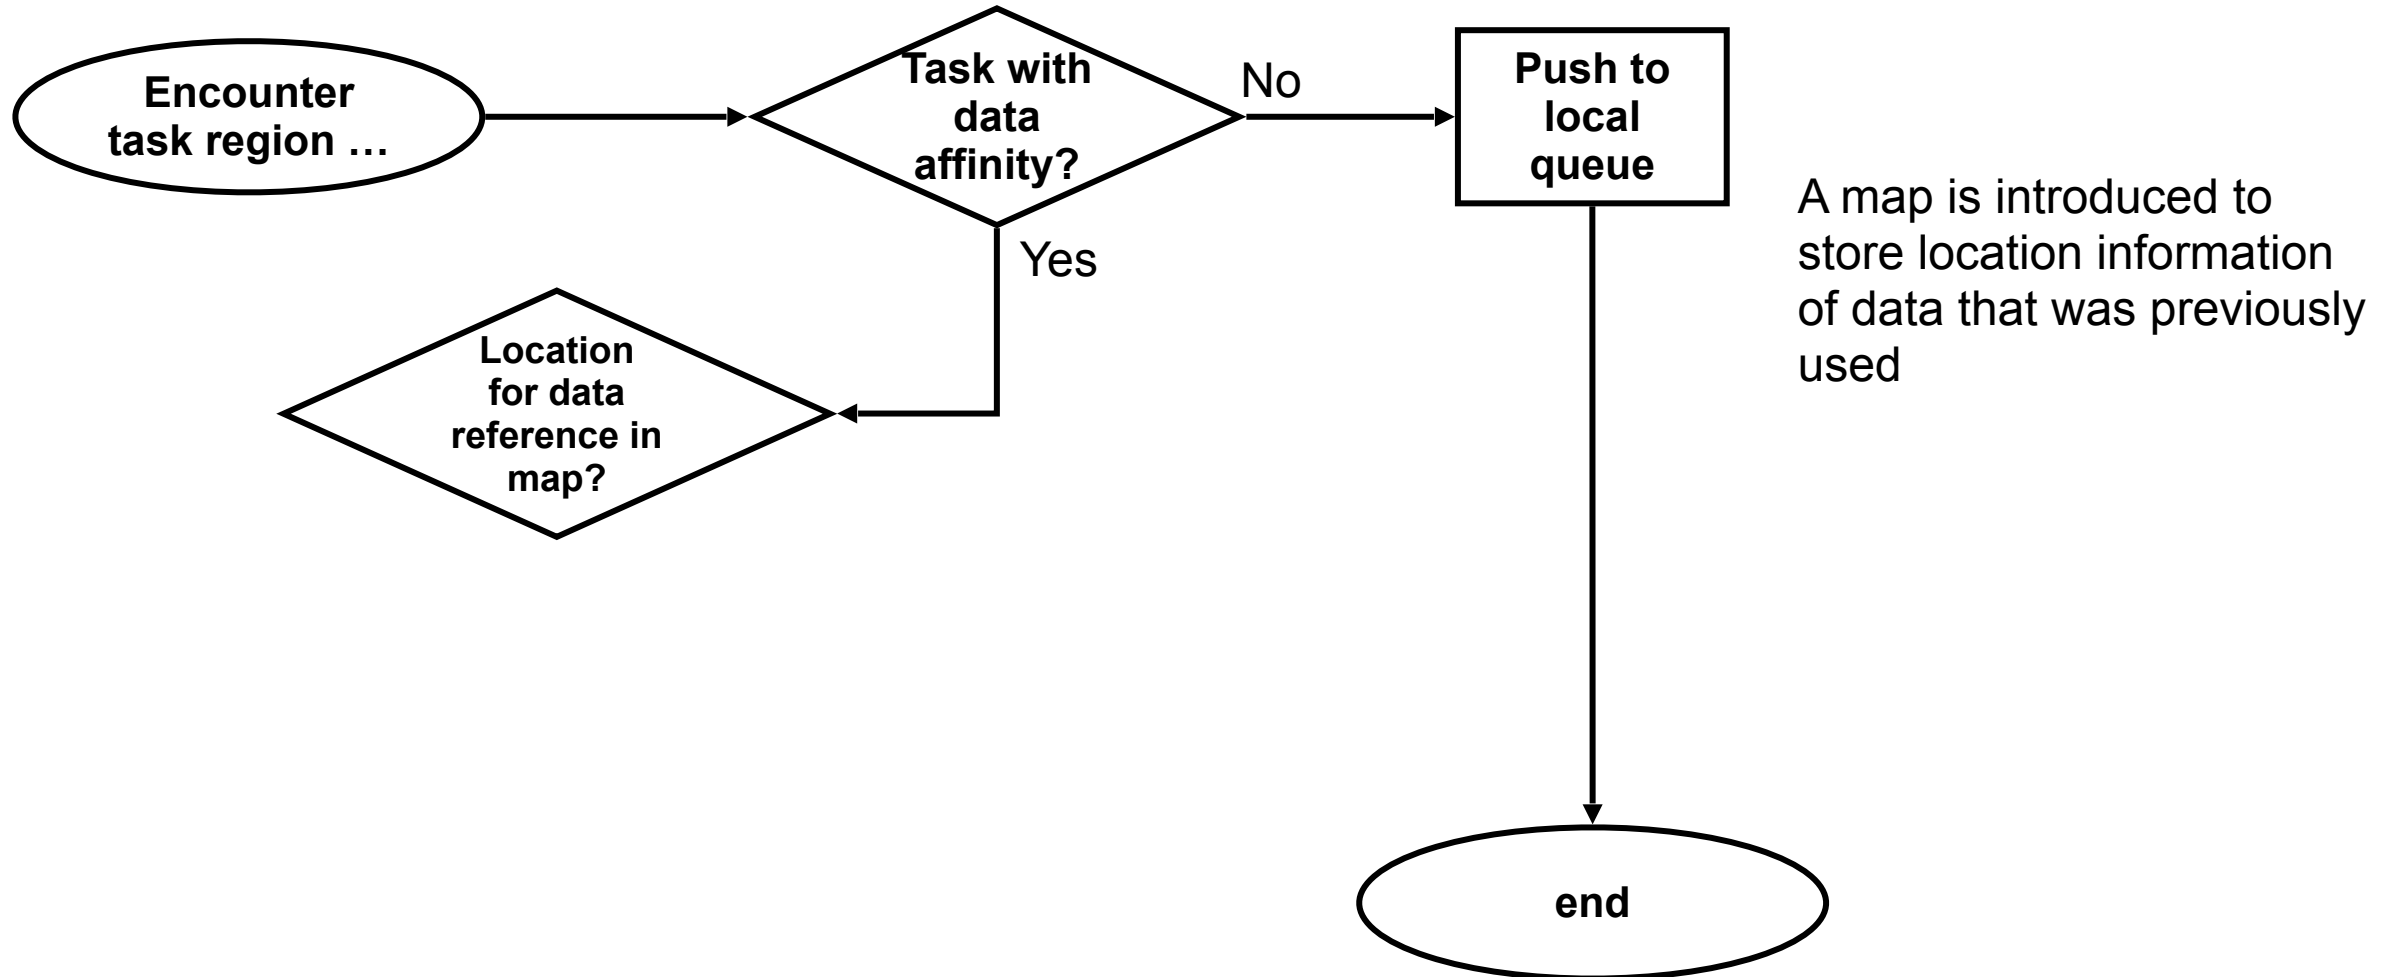 Encounter
task region …
Task with
data
affinity?
No
Push to
local
queue
A map is introduced to
store location information
of data that was previously
used
Yes
Location
for data
reference in
map?
end